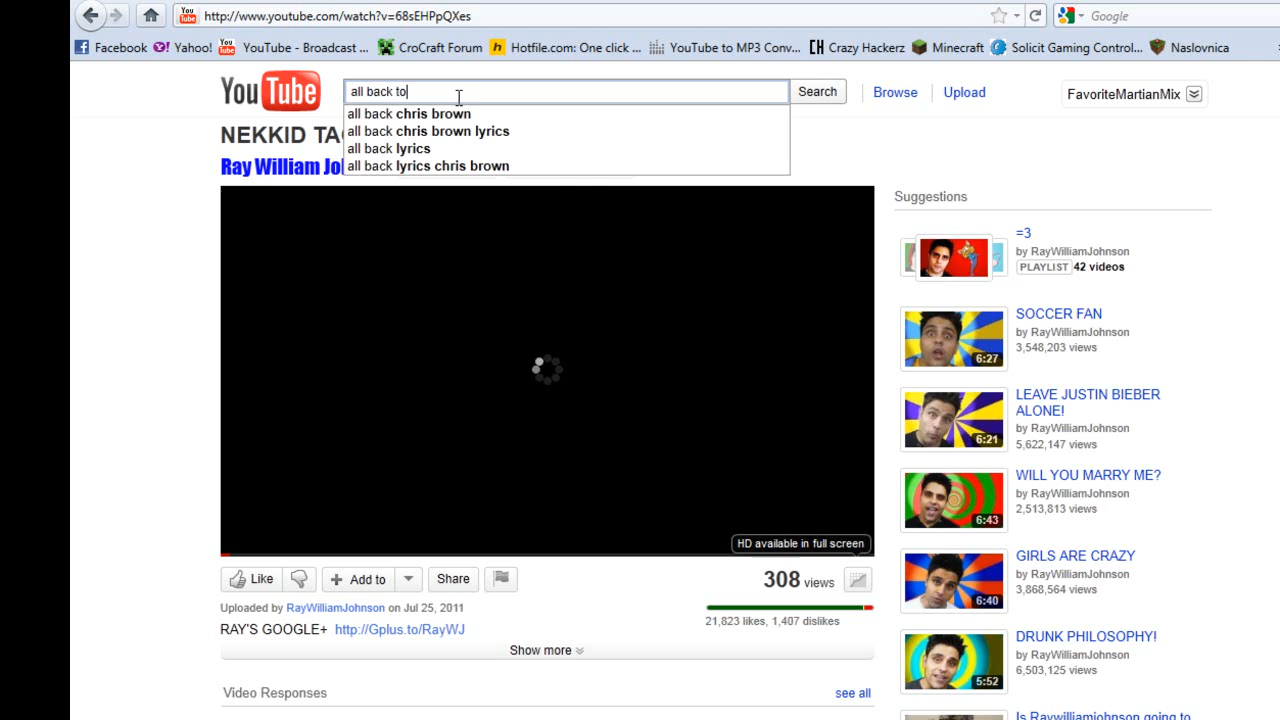 http://www.youtube.com/watch?v=68sEHPpQXes
Google
Facebook
Yahoo!
YouTube - Broadcast ...
CroCraft Forum
Hotfile.com: One click ...
YouTube to MP3 Conv...
Crazy Hackerz
Minecraft
Solicit Gaming Control...
Naslovnica
YouTube
all back to
Search
Browse
Upload
FavoriteMartianMix
all back chris brown
all back chris brown lyrics
all back lyrics
all back lyrics chris brown
NEKKID
Ray William
HD available in full screen
Like
Add to
Share
308 views
Uploaded by RayWilliamJohnson on Jul 25, 2011
21,823 likes, 1,407 dislikes
RAY'S GOOGLE+ http://Gplus.to/RayWJ
Show more
Video Responses
see all
Suggestions
=3
by RayWilliamJohnson
PLAYLIST 42 videos
6:27
SOCCER FAN
by RayWilliamJohnson
3,548,203 views
6:21
LEAVE JUSTIN BIEBER
ALONE!
by RayWilliamJohnson
5,622,147 views
6:43
WILL YOU MARRY ME?
by RayWilliamJohnson
2,513,813 views
6:40
GIRLS ARE CRAZY
by RayWilliamJohnson
3,868,564 views
5:52
DRUNK PHILOSOPHY!
by RayWilliamJohnson
6,503,125 views
Is Raywilliamjohnson going to